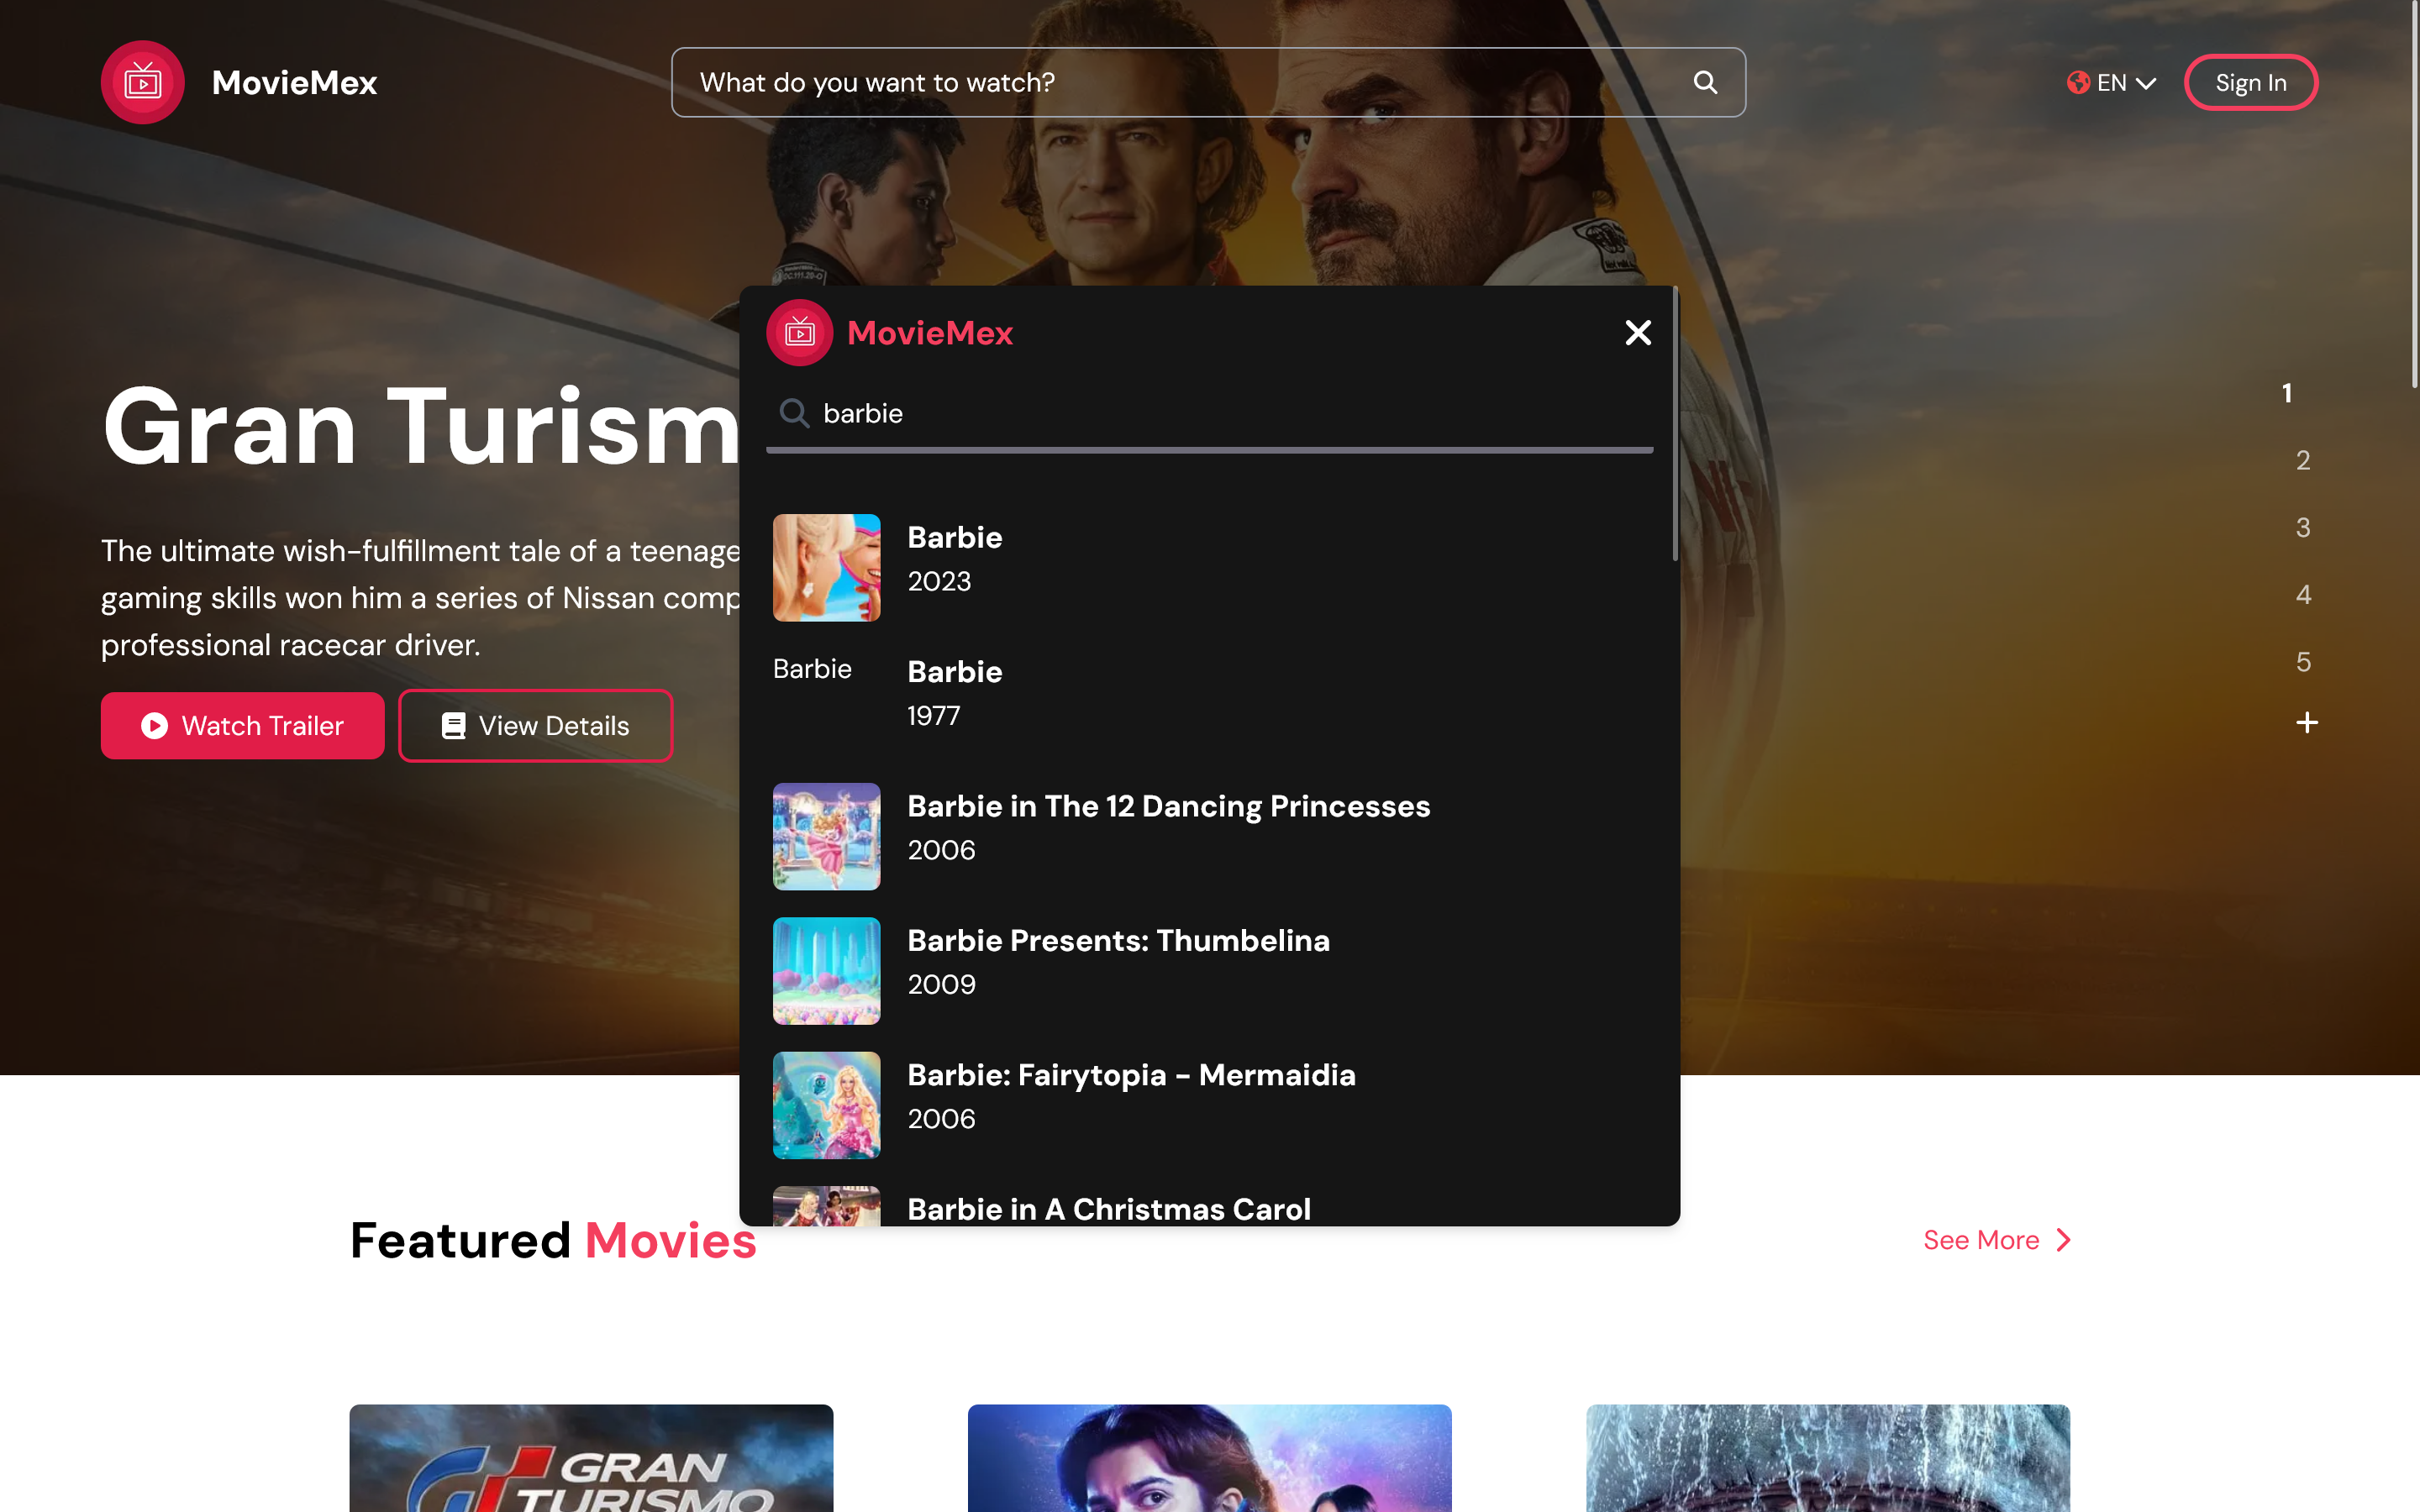 MovieMex
What do you want to watch?
EN
Sign In
MovieMex
barbie
Gran Turism
The ultimate wish-fulfillment tale of a teenage
gaming skills won him a series of Nissan comp
professional racecar driver.
Watch Trailer
View Details
Barbie
2023
Barbie
Barbie
1977
Barbie in The 12 Dancing Princesses
2006
Barbie Presents: Thumbelina
2009
Barbie: Fairytopia - Mermaidia
2006
Barbie in A Christmas Carol
1
2
3
4
5
+
Featured Movies
See More
GRAN
TURISMO